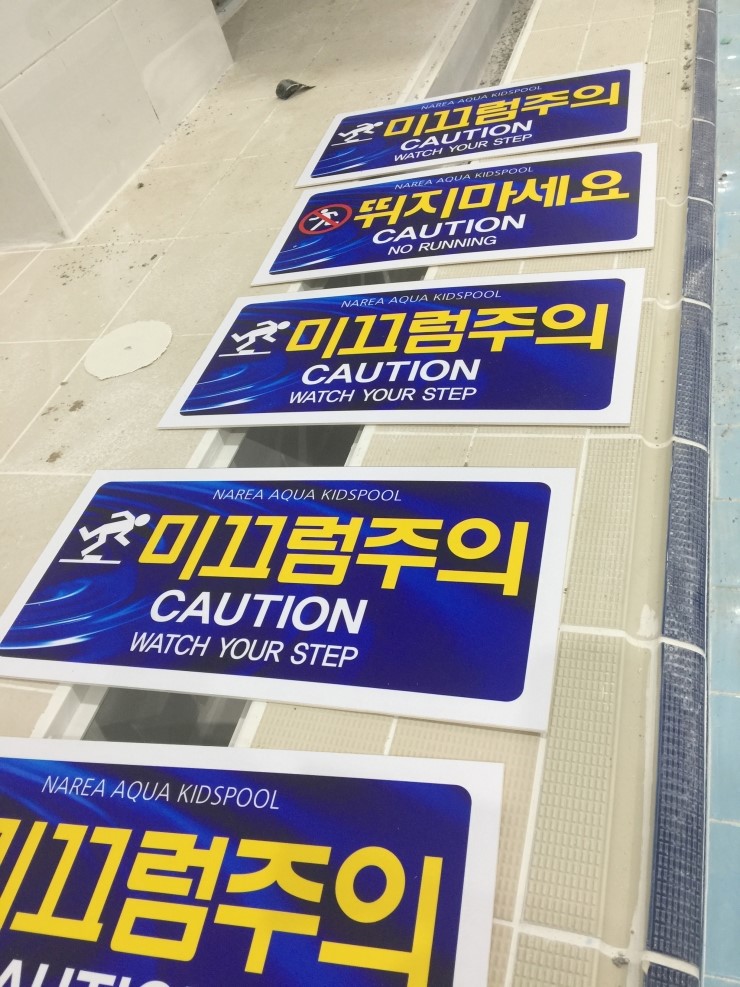 NAREA AQUA KIDSPOOL
미끄럼주의
CAUTION
WATCH YOUR STEP
NAREA AQUA KIDSPOOL
뛰지마세요
CAUTION
NO RUNNING
NAREA AQUA KIDSPOOL
미끄럼주의
CAUTION
WATCH YOUR STEP
NAREA AQUA KIDSPOOL
미끄럼주의
CAUTION
WATCH YOUR STEP
NAREA AQUA KIDSPOOL
미끄럼주의